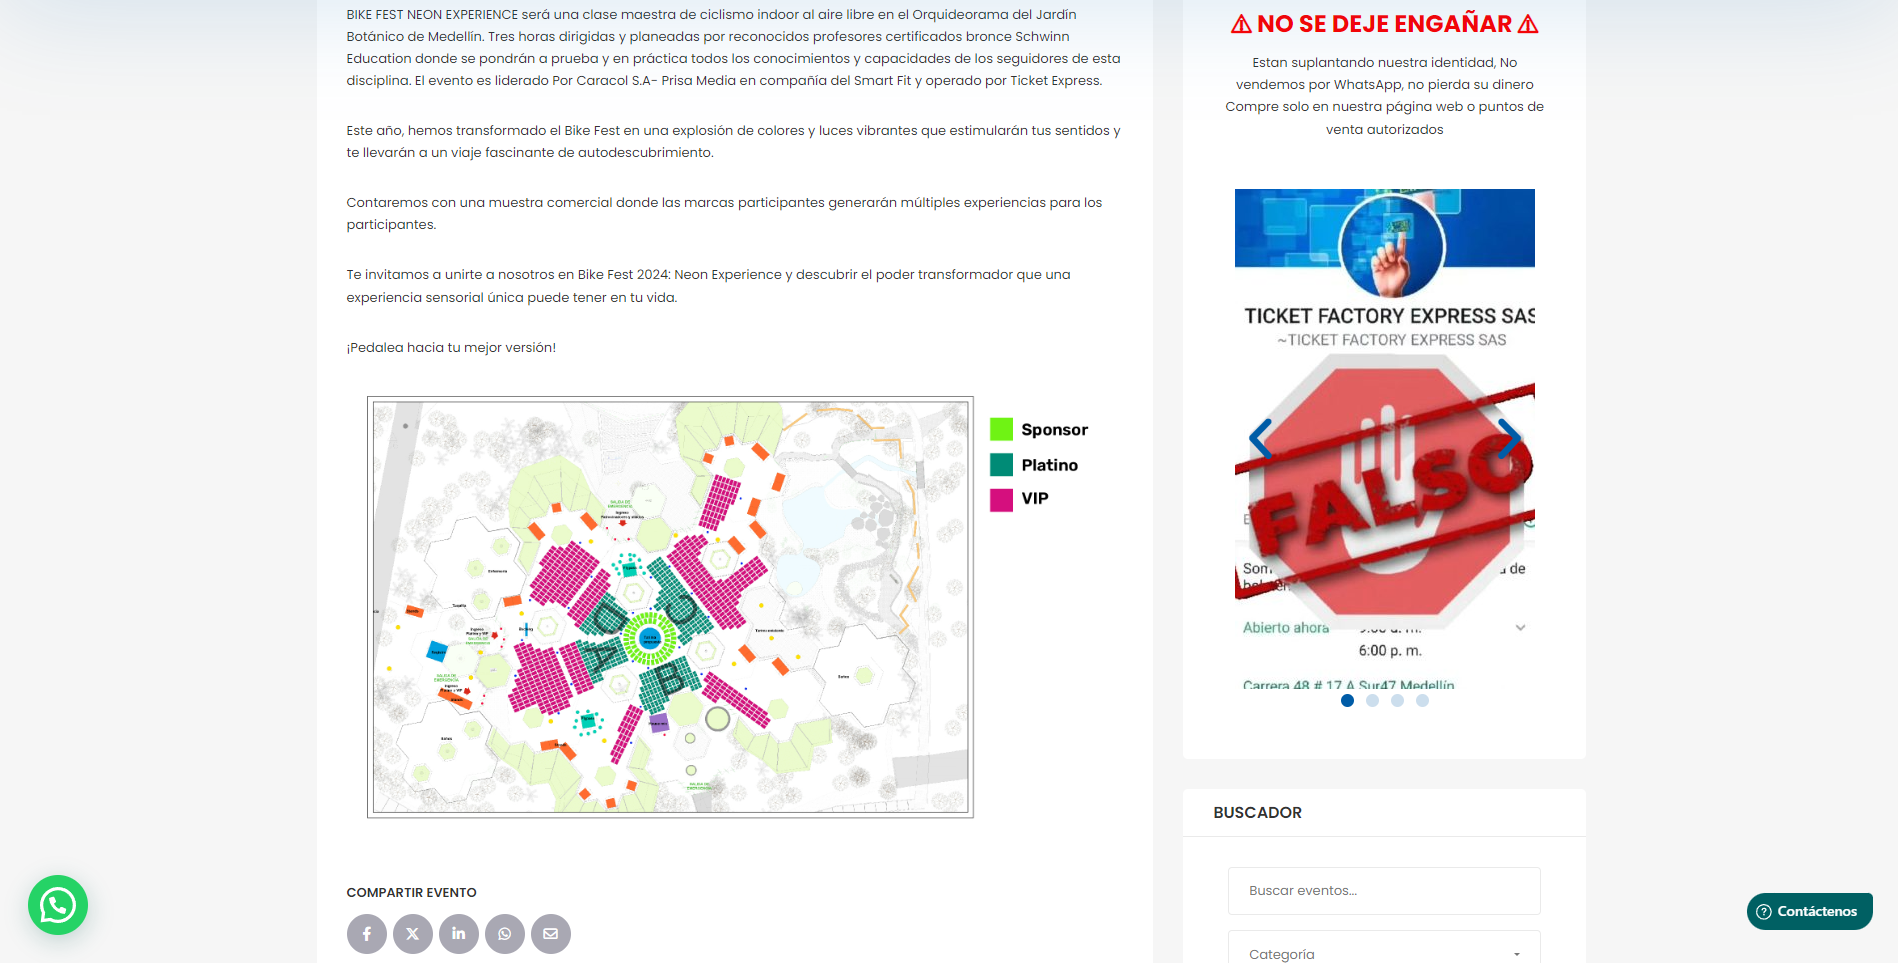 BIKE FEST NEON EXPERIENCE será una clase maestra de ciclismo indoor al aire libre en el Orquideorama del Jardín
Botánico de Medellín. Tres horas dirigidas y planeadas por reconocidos profesores certificados bronce Schwinn
Education donde se pondrán a prueba y en práctica todos los conocimientos y capacidades de los seguidores de esta
disciplina. El evento es liderado Por Caracol S.A- Prisa Media en compañía del Smart Fit y operado por Ticket Express.
Este año, hemos transformado el Bike Fest en una explosión de colores y luces vibrantes que estimularán tus sentidos y
te llevarán a un viaje fascinante de autodescubrimiento.
Contaremos con una muestra comercial donde las marcas participantes generarán múltiples experiencias para los
participantes.
Te invitamos a unirte a nosotros en Bike Fest 2024: Neon Experience y descubrir el poder transformador que una
experiencia sensorial única puede tener en tu vida.
¡Pedalea hacia tu mejor versión!
Sponsor
Platino
VIP
D
C
A
B
SALIDA DE
EMERGENCIA
COMPARTIR EVENTO
⚠ NO SE DEJE ENGAÑAR ⚠
Estan suplantando nuestra identidad, No
vendemos por WhatsApp, no pierda su dinero
Compre solo en nuestra página web o puntos de
venta autorizados
TICKET FACTORY EXPRESS SAS
~TICKET FACTORY EXPRESS SAS
FALSO
Som
de
Abierto ahora
9:00 a. m.
6:00 p. m.
Carrera 48 # 17 A Sur47 Medellín
BUSCADOR
Buscar eventos...
Categoría
Contáctenos